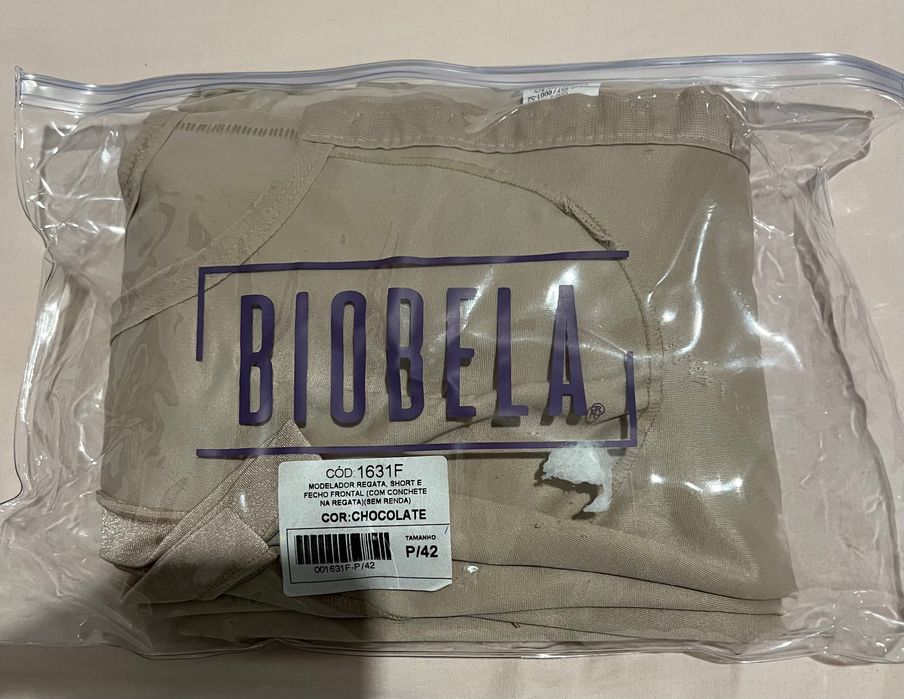 BIOBELA®
CÓD:1631F
MODELADOR REGATA, SHORT E
FECHO FRONTAL (COM CONCHETE
NA REGATA)(SEM RENDA)
COR:CHOCOLATE
TAMANHO
P/42
001631F-P/42